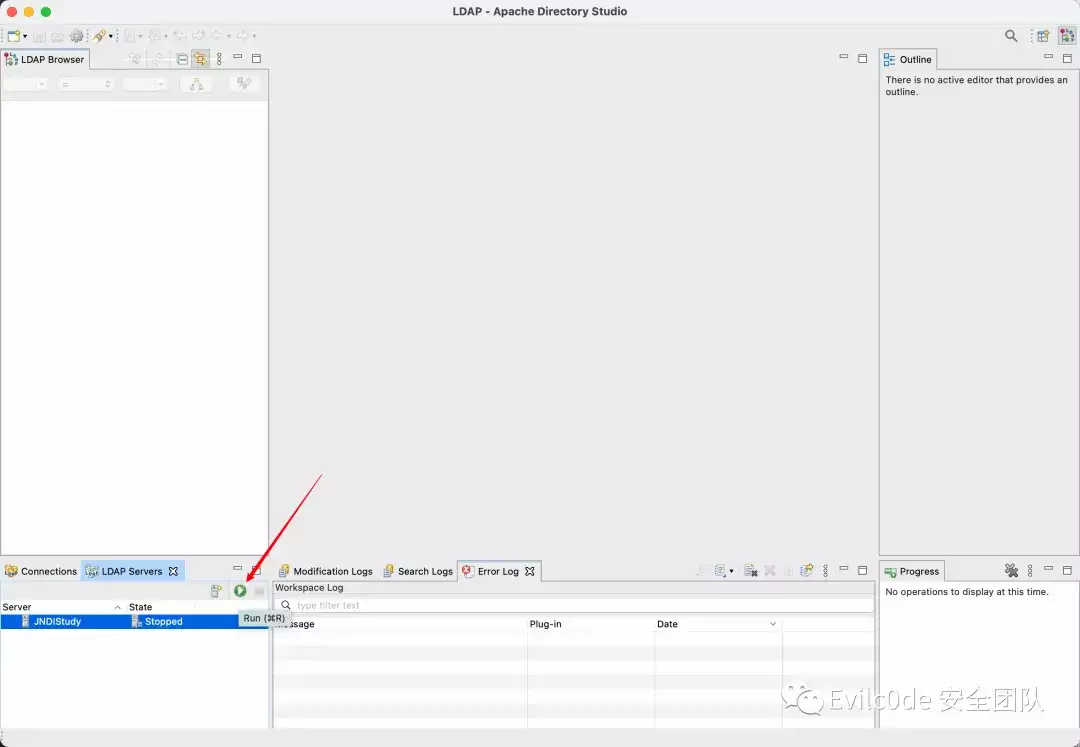 LDAP - Apache Directory Studio
LDAP Browser
=
Outline
There is no active editor that provides an
outline.
Connections
LDAP Servers
Server
State
JNDIStudy
Stopped
Run (⌘R)
Modification Logs
Search Logs
Error Log
Workspace Log
type filter text
Plug-in
Date
Progress
No operations to display at this time.
Evilc0de 安全团队